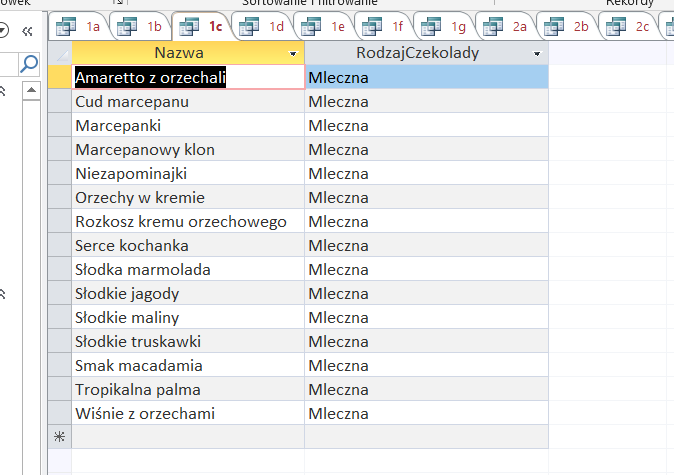 Sortowanie i filtrowanie
Rekordy
1a 1b 1c 1d 1e 1f 1g 2a 2b 2c
Nazwa RodzajCzekolady
Amaretto z orzechali Mleczna
Cud marcepanu Mleczna
Marcepanki Mleczna
Marcepanowy klon Mleczna
Niezapominajki Mleczna
Orzechy w kremie Mleczna
Rozkosz kremu orzechowego Mleczna
Serce kochanka Mleczna
Słodka marmolada Mleczna
Słodkie jagody Mleczna
Słodkie maliny Mleczna
Słodkie truskawki Mleczna
Smak macadamia Mleczna
Tropikalna palma Mleczna
Wiśnie z orzechami Mleczna